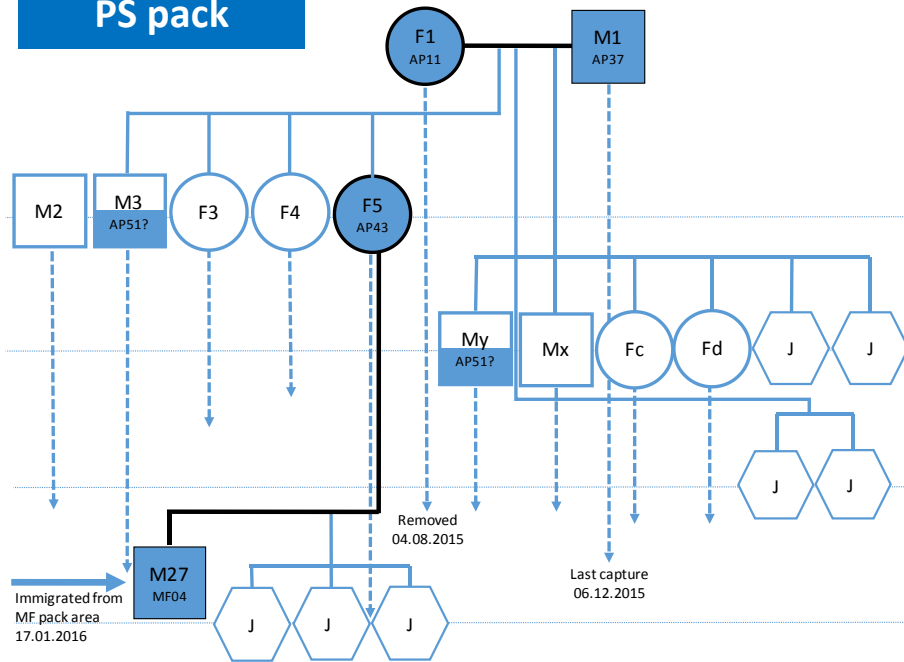 PS pack
F1
AP11
M1
AP37
M2
M3
AP51?
F3
F4
F5
AP43
My
AP51?
Mx
Fc
Fd
J
J
J
J
Removed
04.08.2015
Last capture
06.12.2015
M27
MF04
Immigrated from
MF pack area
17.01.2016
J
J
J